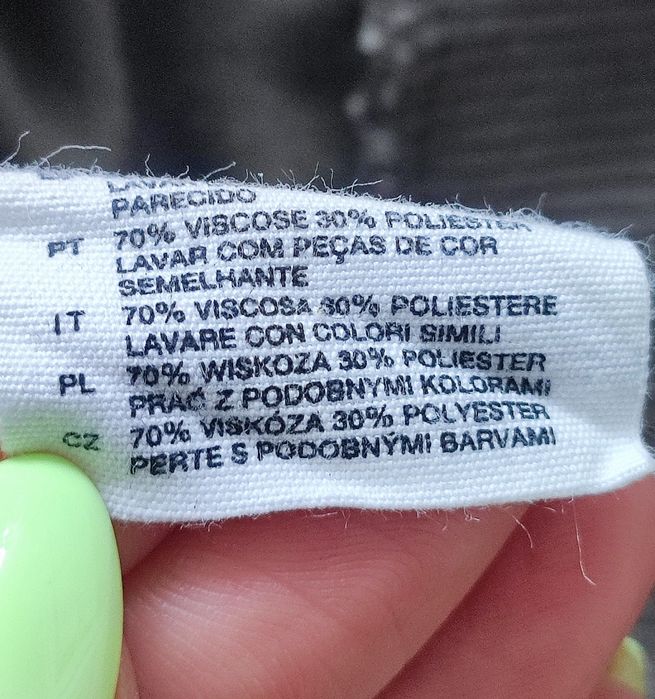 PARECIDO
PT 70% VISCOSE 30% POLIESTER
LAVAR COM PEÇAS DE COR
SEMELHANTE
IT 70% VISCOSA 30% POLIESTERE
LAVARE CON COLORI SIMILI
PL 70% WISKOZA 30% POLIESTER
PRAĆ Z PODOBNYMI KOLORAMI
CZ 70% VISKÓZA 30% POLYESTER
PERTE S PODOBNÝMI BARVAMI